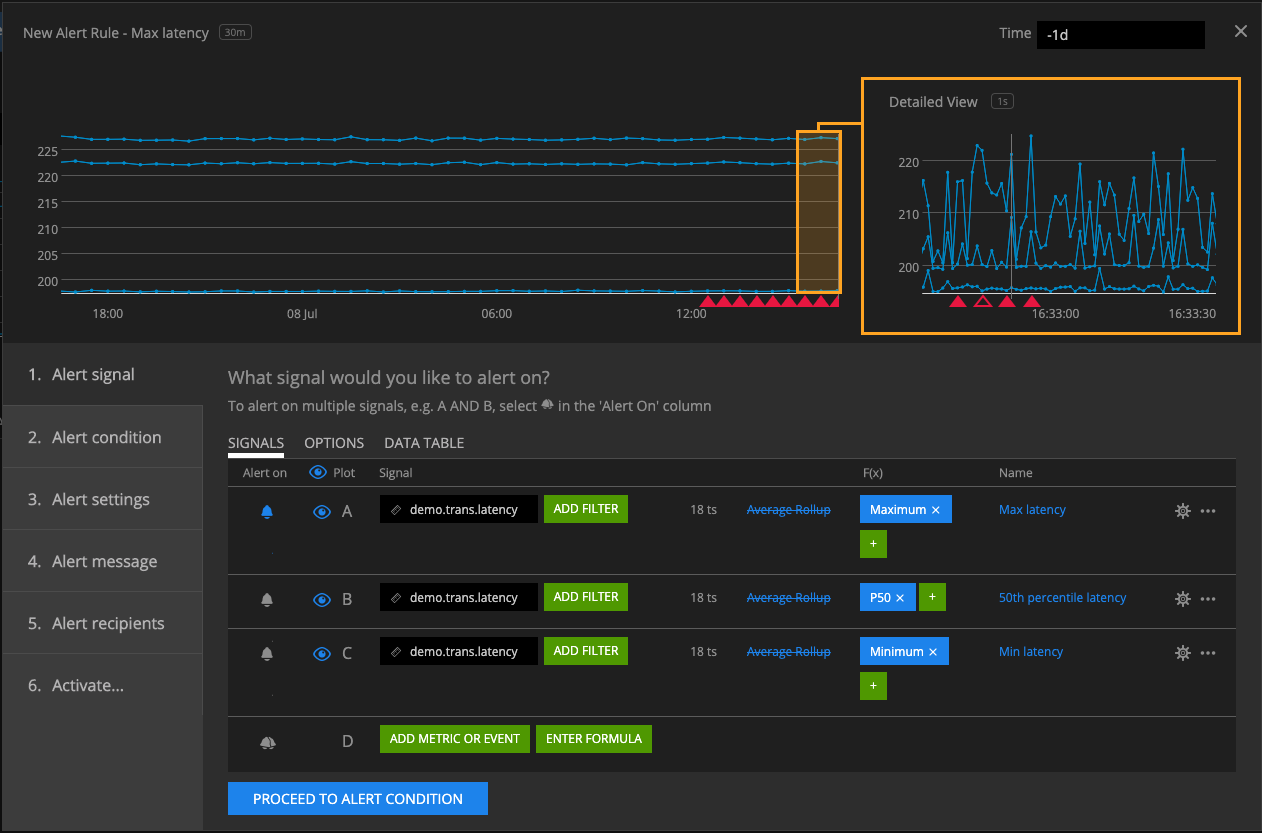 New Alert Rule - Max latency 30m
Time -1d
Detailed View 1s
225
220
215
210
205
200
18:00 08 Jul 06:00 12:00
220
210
200
16:33:00 16:33:30
1. Alert signal
2. Alert condition
3. Alert settings
4. Alert message
5. Alert recipients
6. Activate...
What signal would you like to alert on?
To alert on multiple signals, e.g. A AND B, select in the 'Alert On' column
SIGNALS OPTIONS DATA TABLE
Alert on Plot Signal F(x) Name
A demo.trans.latency ADD FILTER 18 ts Average Rollup Maximum × Max latency
+
B demo.trans.latency ADD FILTER 18 ts Average Rollup P50 × + 50th percentile latency
C demo.trans.latency ADD FILTER 18 ts Average Rollup Minimum × Min latency
+
D ADD METRIC OR EVENT ENTER FORMULA
PROCEED TO ALERT CONDITION